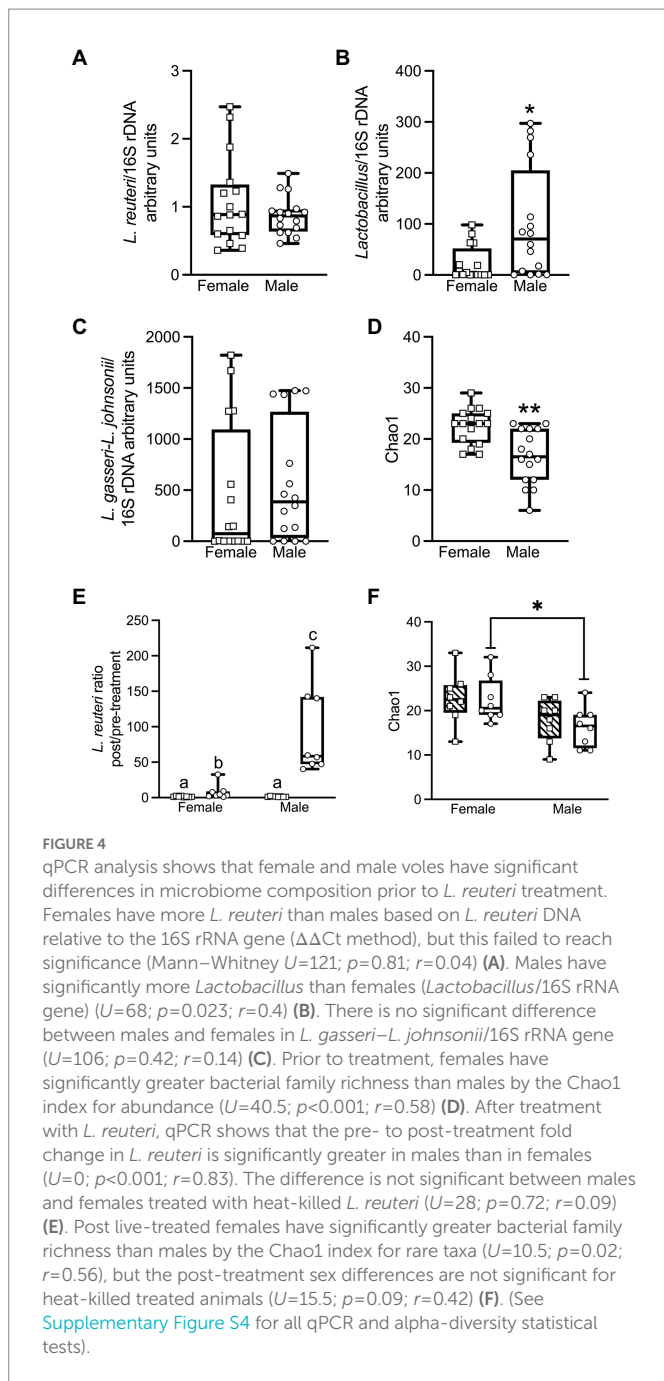 A
B
L. reuteri/16S rDNA
arbitrary units
3
2
1
0
Female Male
Lactobacillus/16S rDNA
arbitrary units
400
300
200
100
0
*
Female Male
C
D
L. gasseri-L. johnsonii/
16S rDNA arbitrary units
2000
1500
1000
500
0
Female Male
Chao1
40
30
20
10
0
**
Female Male
E
F
L. reuteri ratio
post/pre-treatment
250
200
150
100
50
0
a
b
a
c
Female Male
Chao1
40
30
20
10
0
*
Female Male
FIGURE 4
qPCR analysis shows that female and male voles have significant
differences in microbiome composition prior to L. reuteri treatment.
Females have more L. reuteri than males based on L. reuteri DNA
relative to the 16S rRNA gene (ΔΔCt method), but this failed to reach
significance (Mann–Whitney U=121; p=0.81; r=0.04) (A). Males have
significantly more Lactobacillus than females (Lactobacillus/16S rRNA
gene) (U=68; p=0.023; r=0.4) (B). There is no significant difference
between males and females in L. gasseri–L. johnsonii/16S rRNA gene
(U=106; p=0.42; r=0.14) (C). Prior to treatment, females have
significantly greater bacterial family richness than males by the Chao1
index for abundance (U=40.5; p<0.001; r=0.58) (D). After treatment
with L. reuteri, qPCR shows that the pre- to post-treatment fold
change in L. reuteri is significantly greater in males than in females
(U=0; p<0.001; r=0.83). The difference is not significant between males
and females treated with heat-killed L. reuteri (U=28; p=0.72; r=0.09)
(E). Post live-treated females have significantly greater bacterial family
richness than males by the Chao1 index for rare taxa (U=10.5; p=0.02;
r=0.56), but the post-treatment sex differences are not significant for
heat-killed treated animals (U=15.5; p=0.09; r=0.42) (F). (See
Supplementary Figure S4 for all qPCR and alpha-diversity statistical
tests).